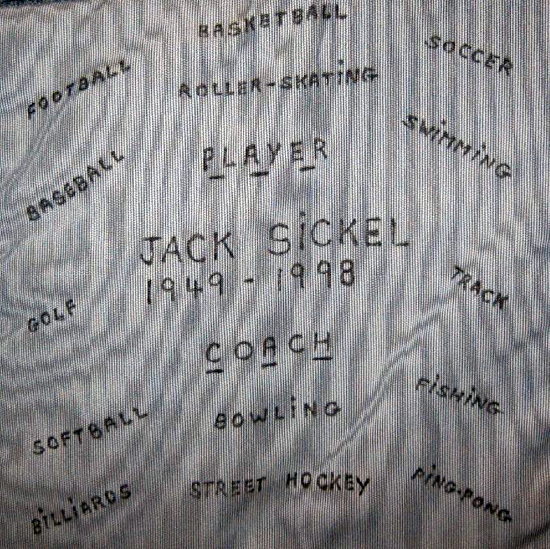 BASKETBALL
FOOTBALL
SOCCER
ROLLER-SKATiNG
BASEBALL
PLAYER
SWiMMiNG
JACK SiCKEL
1949 - 1998
GOLF
TRACK
COACH
SOFTBALL
BOWLiNG
FiSHiNG
BiLLiARDS
STREET HOCKEY
PiNG-PONG